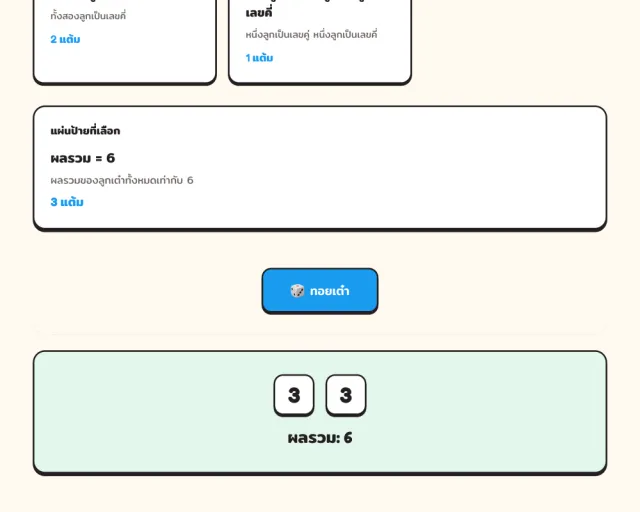 ทั้งสองลูกเป็นเลขคี่
2 แต้ม
เลขคี่
หนึ่งลูกเป็นเลขคู่ หนึ่งลูกเป็นเลขคี่
1 แต้ม
แผ่นป้ายที่เลือก
ผลรวม = 6
ผลรวมของลูกเต๋าทั้งหมดเท่ากับ 6
3 แต้ม
🎲 ทอยเต๋า
3 3
ผลรวม: 6